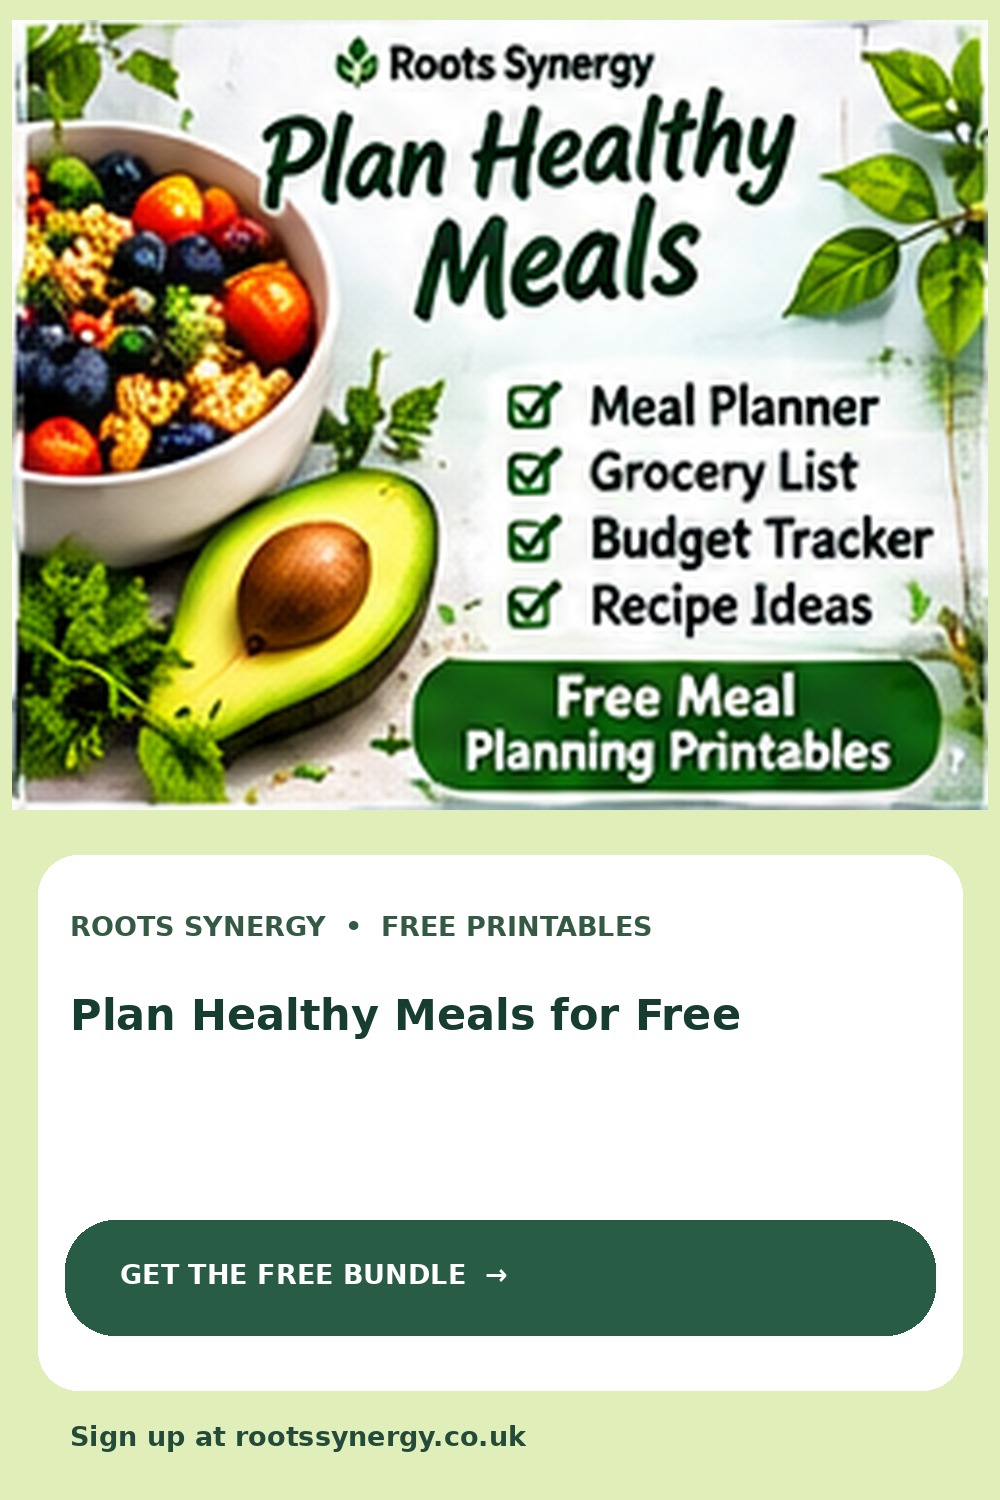 Roots Synergy
Plan Healthy
Meals
Meal Planner
Grocery List
Budget Tracker
Recipe Ideas
Free Meal
Planning Printables
ROOTS SYNERGY • FREE PRINTABLES
Plan Healthy Meals for Free
GET THE FREE BUNDLE →
Sign up at rootssynergy.co.uk